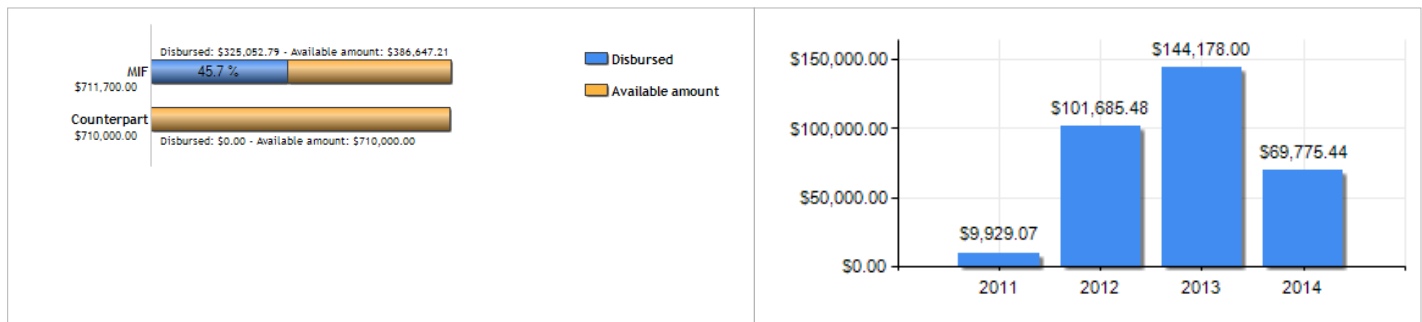 Disbursed: $325,052.79 - Available amount: $386,647.21
MIF
45.7 %
$711,700.00
Counterpart
$710,000.00
Disbursed: $0.00 - Available amount: $710,000.00
Disbursed
Available amount
$150,000.00
$100,000.00
$50,000.00
$0.00
$9,929.07
$101,685.48
$144,178.00
$69,775.44
2011 2012 2013 2014